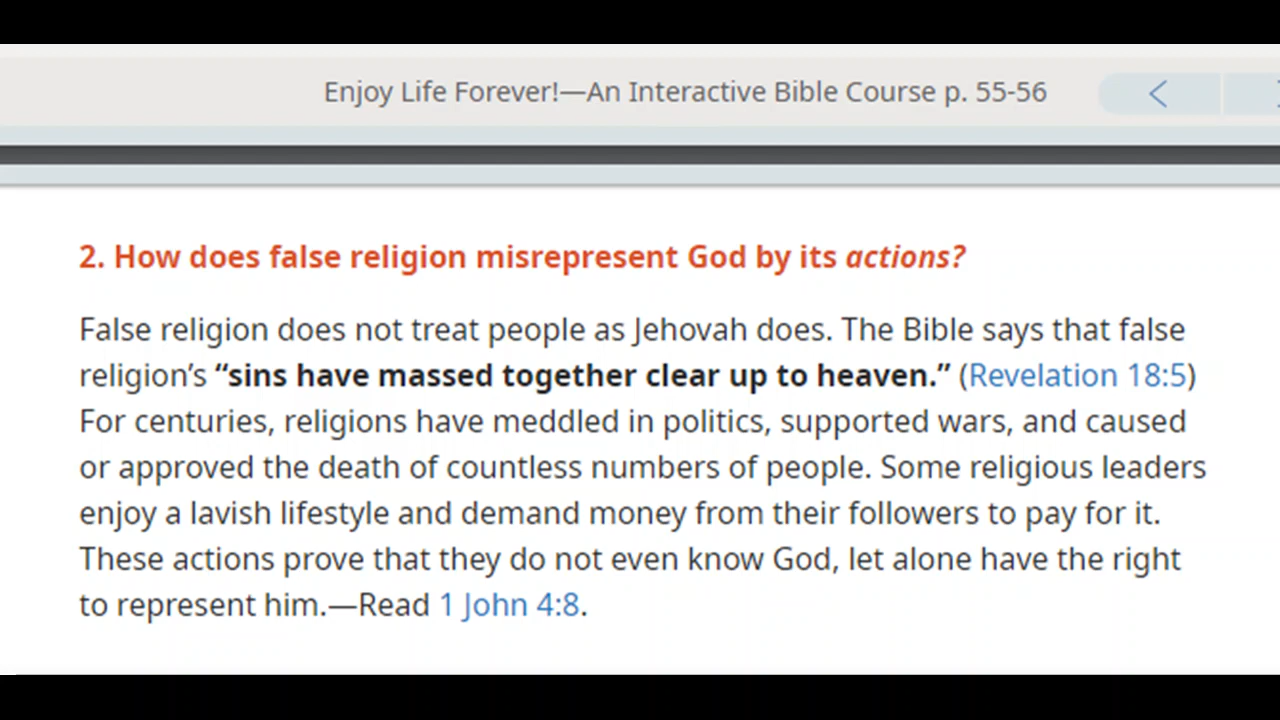 Enjoy Life Forever!—An Interactive Bible Course p. 55-56
2. How does false religion misrepresent God by its actions?
False religion does not treat people as Jehovah does. The Bible says that false
religion’s “sins have massed together clear up to heaven.” (Revelation 18:5)
For centuries, religions have meddled in politics, supported wars, and caused
or approved the death of countless numbers of people. Some religious leaders
enjoy a lavish lifestyle and demand money from their followers to pay for it.
These actions prove that they do not even know God, let alone have the right
to represent him.—Read 1 John 4:8.